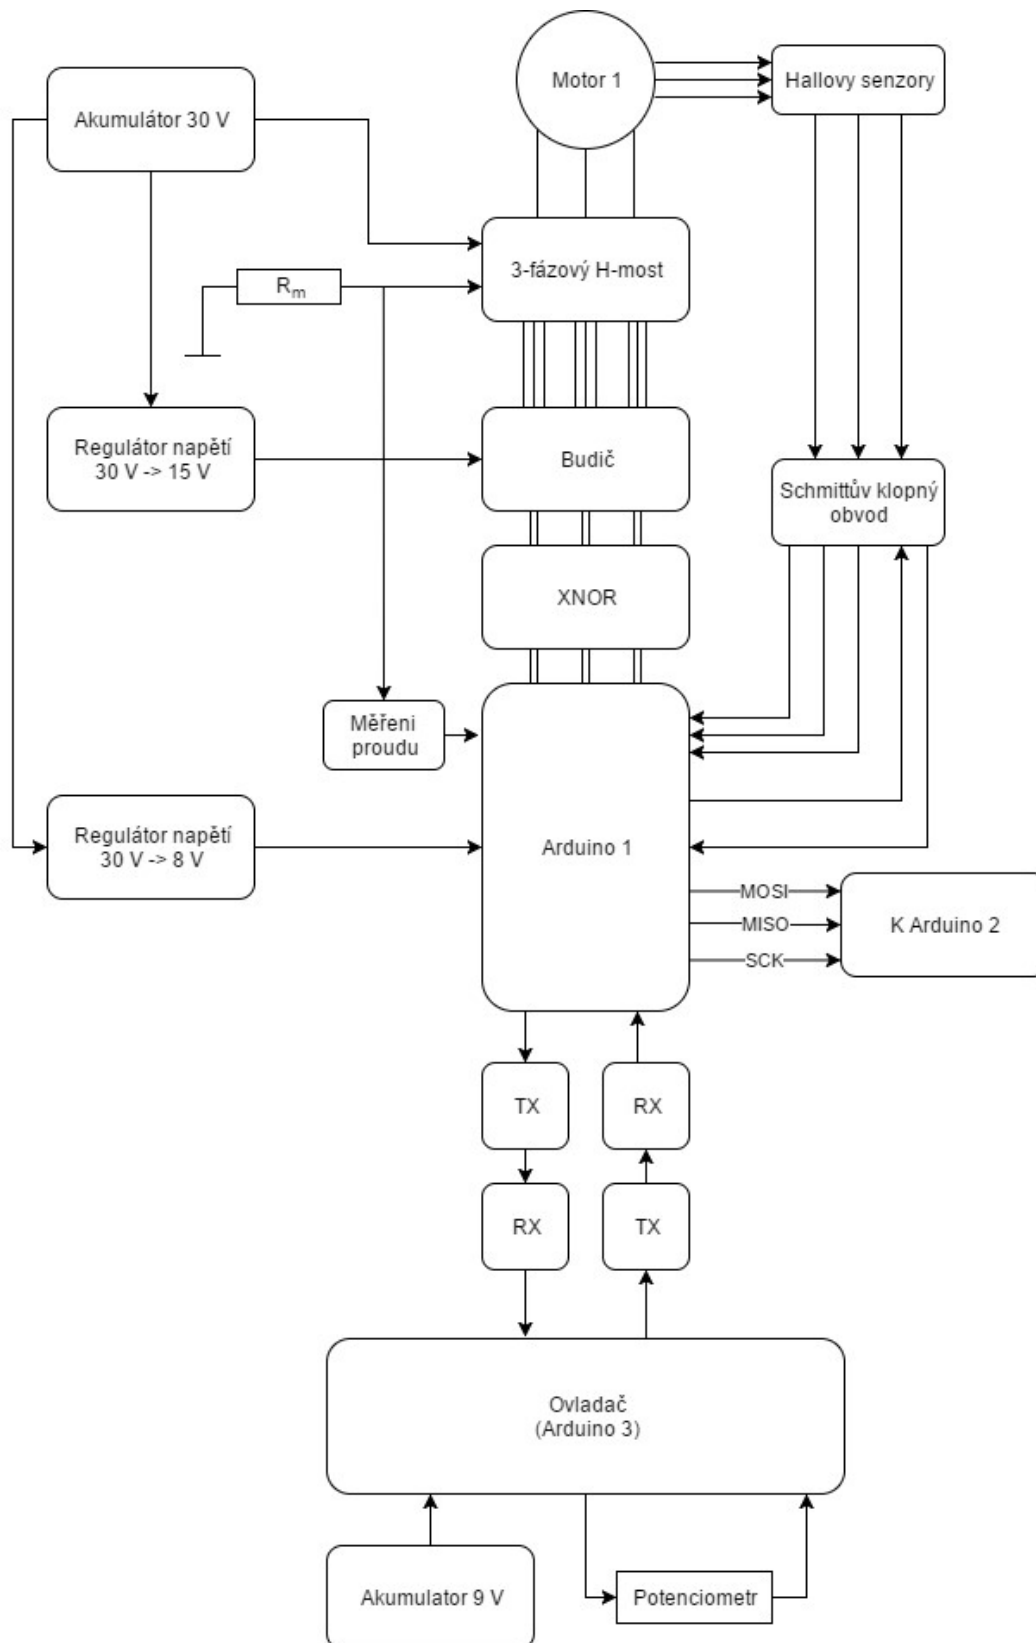 Motor 1
Hallovy senzory
Akumulátor 30 V
3-fázový H-most
Rm
Regulátor napětí
30 V -> 15 V
Budič
Schmittův klopný
obvod
XNOR
Měřeni
proudu
Regulátor napětí
30 V -> 8 V
Arduino 1
MOSI
MISO
SCK
K Arduino 2
TX
RX
RX
TX
Ovladač
(Arduino 3)
Akumulator 9 V
Potenciometr